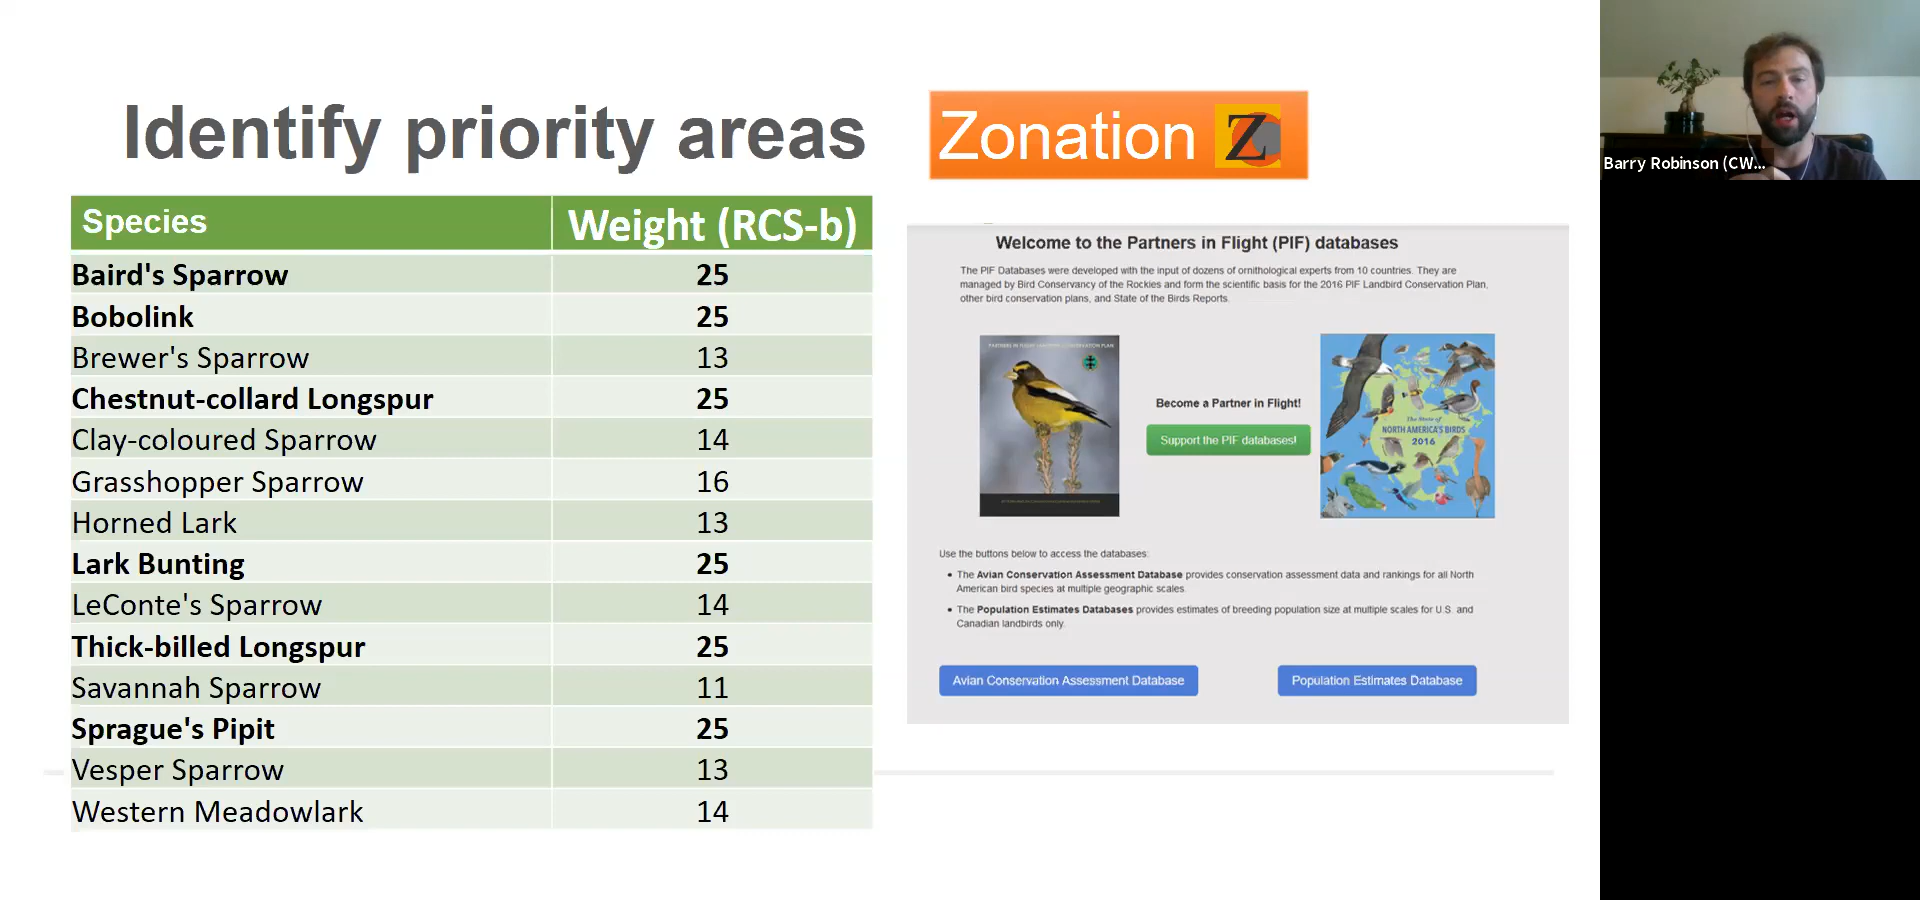 Identify priority areas
Zonation Z
Species Weight (RCS-b)
Baird's Sparrow 25
Bobolink 25
Brewer's Sparrow 13
Chestnut-collard Longspur 25
Clay-coloured Sparrow 14
Grasshopper Sparrow 16
Horned Lark 13
Lark Bunting 25
LeConte's Sparrow 14
Thick-billed Longspur 25
Savannah Sparrow 11
Sprague's Pipit 25
Vesper Sparrow 13
Western Meadowlark 14
Welcome to the Partners in Flight (PIF) databases
The PIF Databases were developed with the input of dozens of ornithological experts from 10 countries. They are
managed by Bird Conservancy of the Rockies and form the scientific basis for the 2016 PIF Landbird Conservation Plan,
other bird conservation plans, and State of the Birds Reports.
Become a Partner in Flight!
Support the PIF databases!
The State of
NORTH AMERICA'S BIRDS
2016
Use the buttons below to access the databases:
• The Avian Conservation Assessment Database provides conservation assessment data and rankings for all North
American bird species at multiple geographic scales.
• The Population Estimates Databases provides estimates of breeding population size at multiple scales for U.S. and
Canadian landbirds only.
Avian Conservation Assessment Database
Population Estimates Database
Barry Robinson (CW...